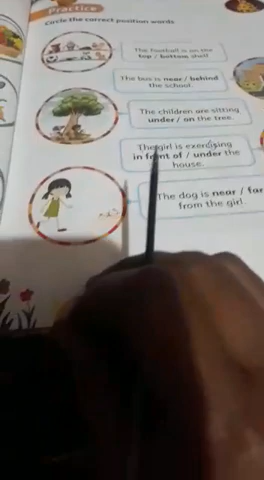 Practice
Circle the correct position words.
The football is on the
top / bottom shelf.
The bus is near / behind
the school.
The children are sitting
under / on the tree.
The girl is exercising
in front of / under the
house.
The dog is near / far
from the girl.